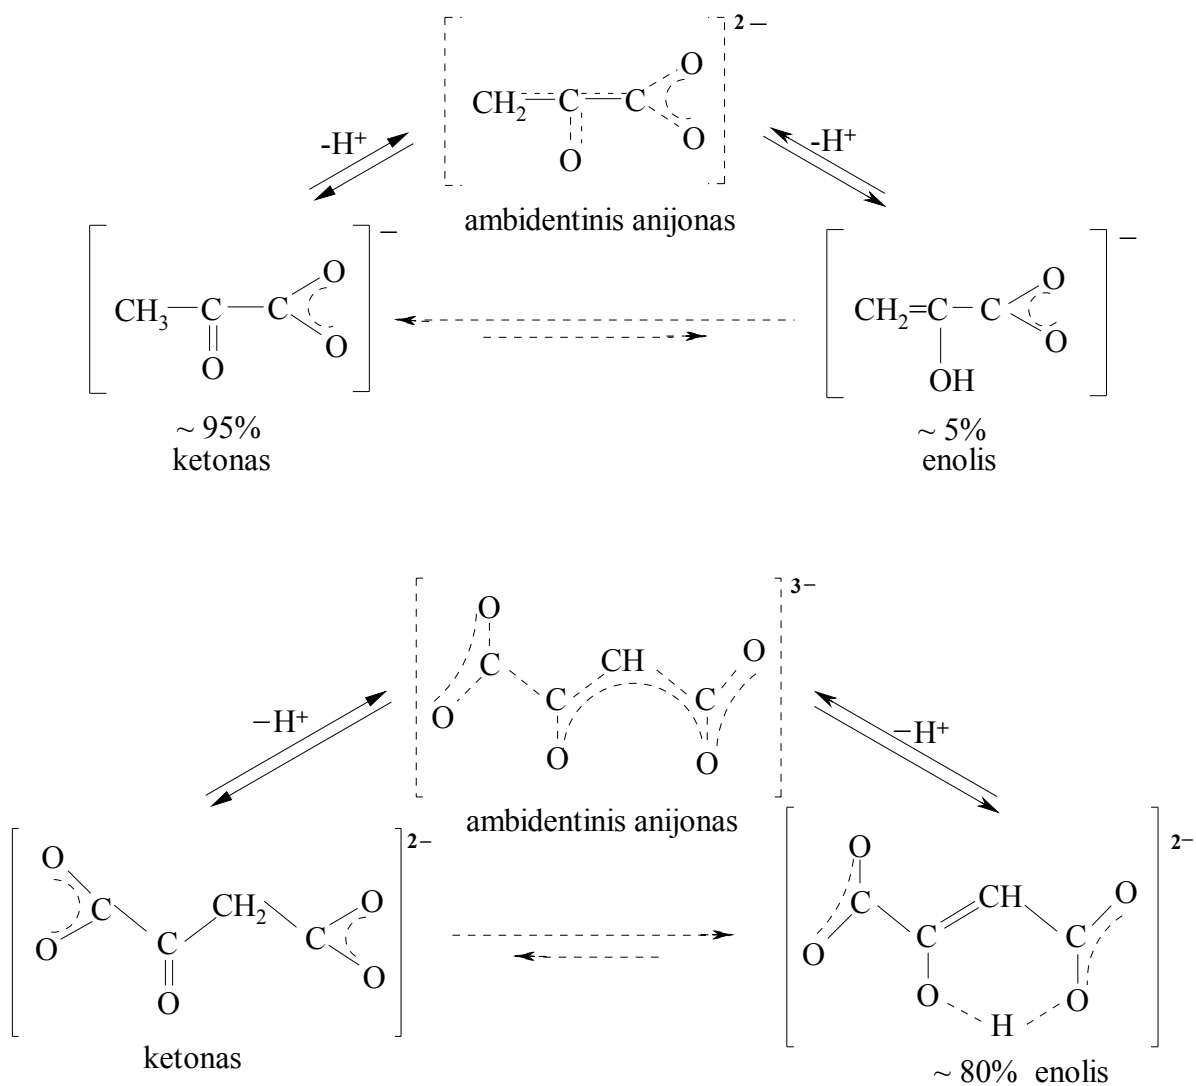 2−
O
CH₂ C C
O O
-H⁺ -H⁺
ambidentinis anijonas
− −
O O
CH₃ C C CH₂=C C
O O O
OH
~ 95% ~ 5%
ketonas enolis
3−
O
CH O
C
C C
O
O O
−H⁺ −H⁺
ambidentinis anijonas
2− 2−
O O
CH₂ O C CH O
C
O C C O C C
O
O O O
H
ketonas
~ 80% enolis